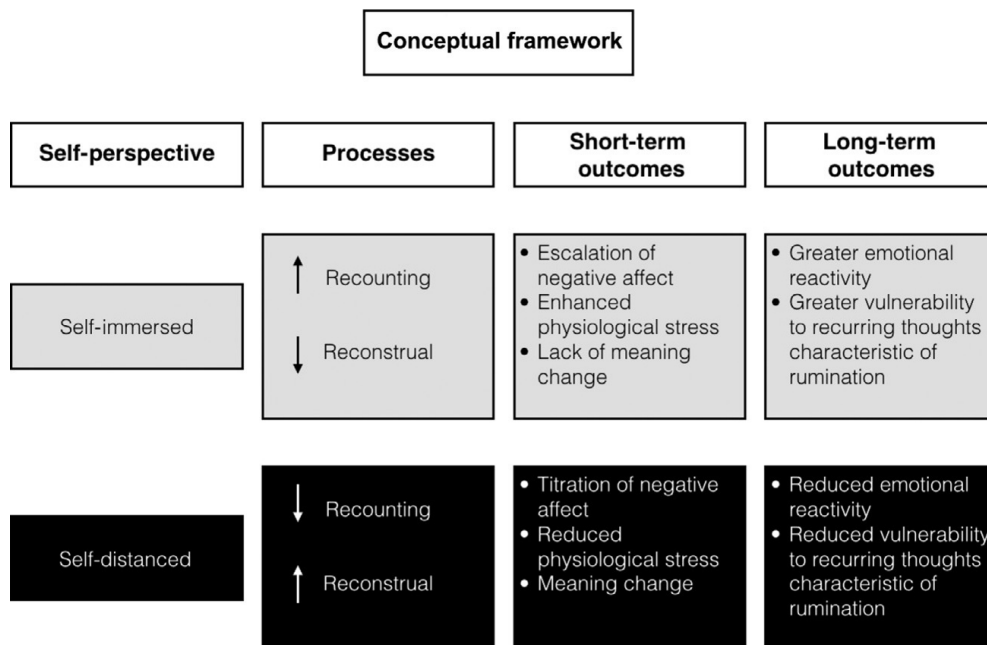 Conceptual framework
Self-perspective
Processes
Short-term
outcomes
Long-term
outcomes
Self-immersed
Recounting
Reconstrual
• Escalation of
negative affect
• Enhanced
physiological stress
• Lack of meaning
change
• Greater emotional
reactivity
• Greater vulnerability
to recurring thoughts
characteristic of
rumination
Self-distanced
Recounting
Reconstrual
• Titration of negative
affect
• Reduced
physiological stress
• Meaning change
• Reduced emotional
reactivity
• Reduced vulnerability
to recurring thoughts
characteristic of
rumination